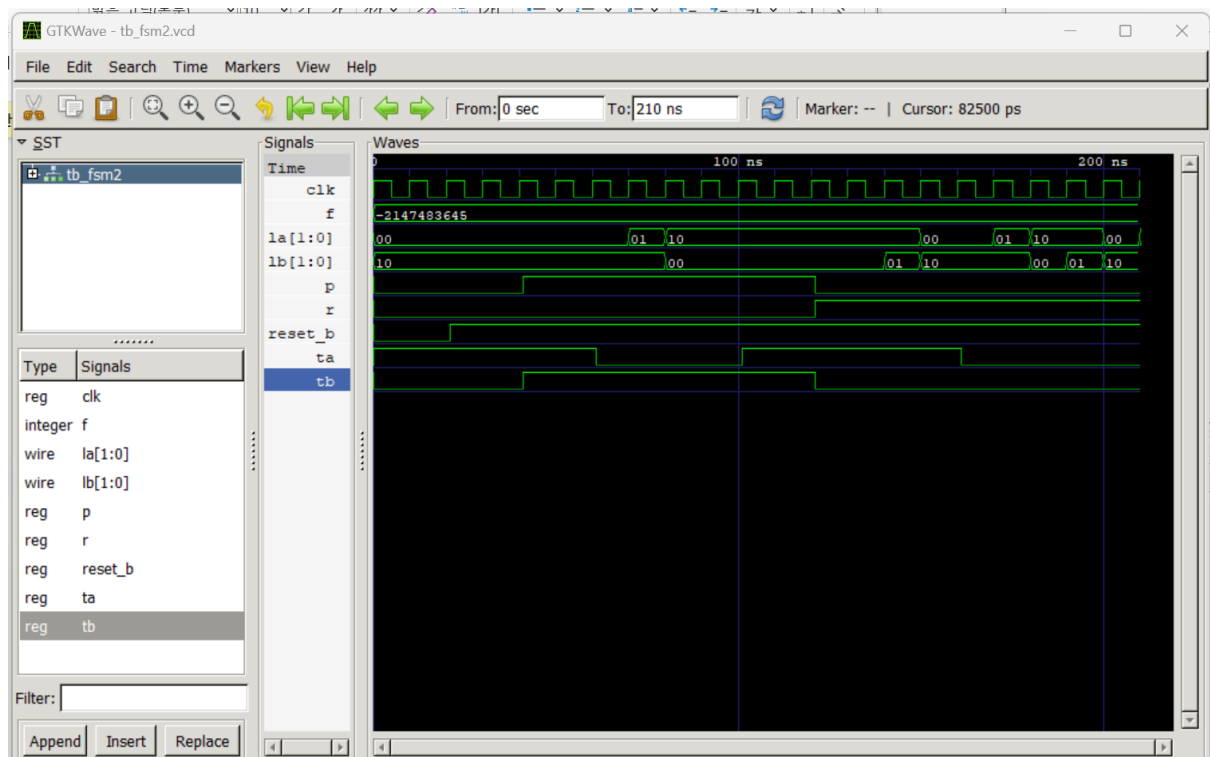 GTKWave - tb_fsm2.vcd
File Edit Search Time Markers View Help
From: 0 sec To: 210 ns Marker: -- | Cursor: 82500 ps
SST
tb_fsm2
Type Signals
reg clk
integer f
wire la[1:0]
wire lb[1:0]
reg p
reg r
reg reset_b
reg ta
reg tb
Filter:
Append Insert Replace
Signals
Time
clk
f
la[1:0]
lb[1:0]
p
r
reset_b
ta
tb
Waves
0 100 ns 200 ns
-2147483645
00 01 10 00 01 10 00
10 00 01 10 00 01 10